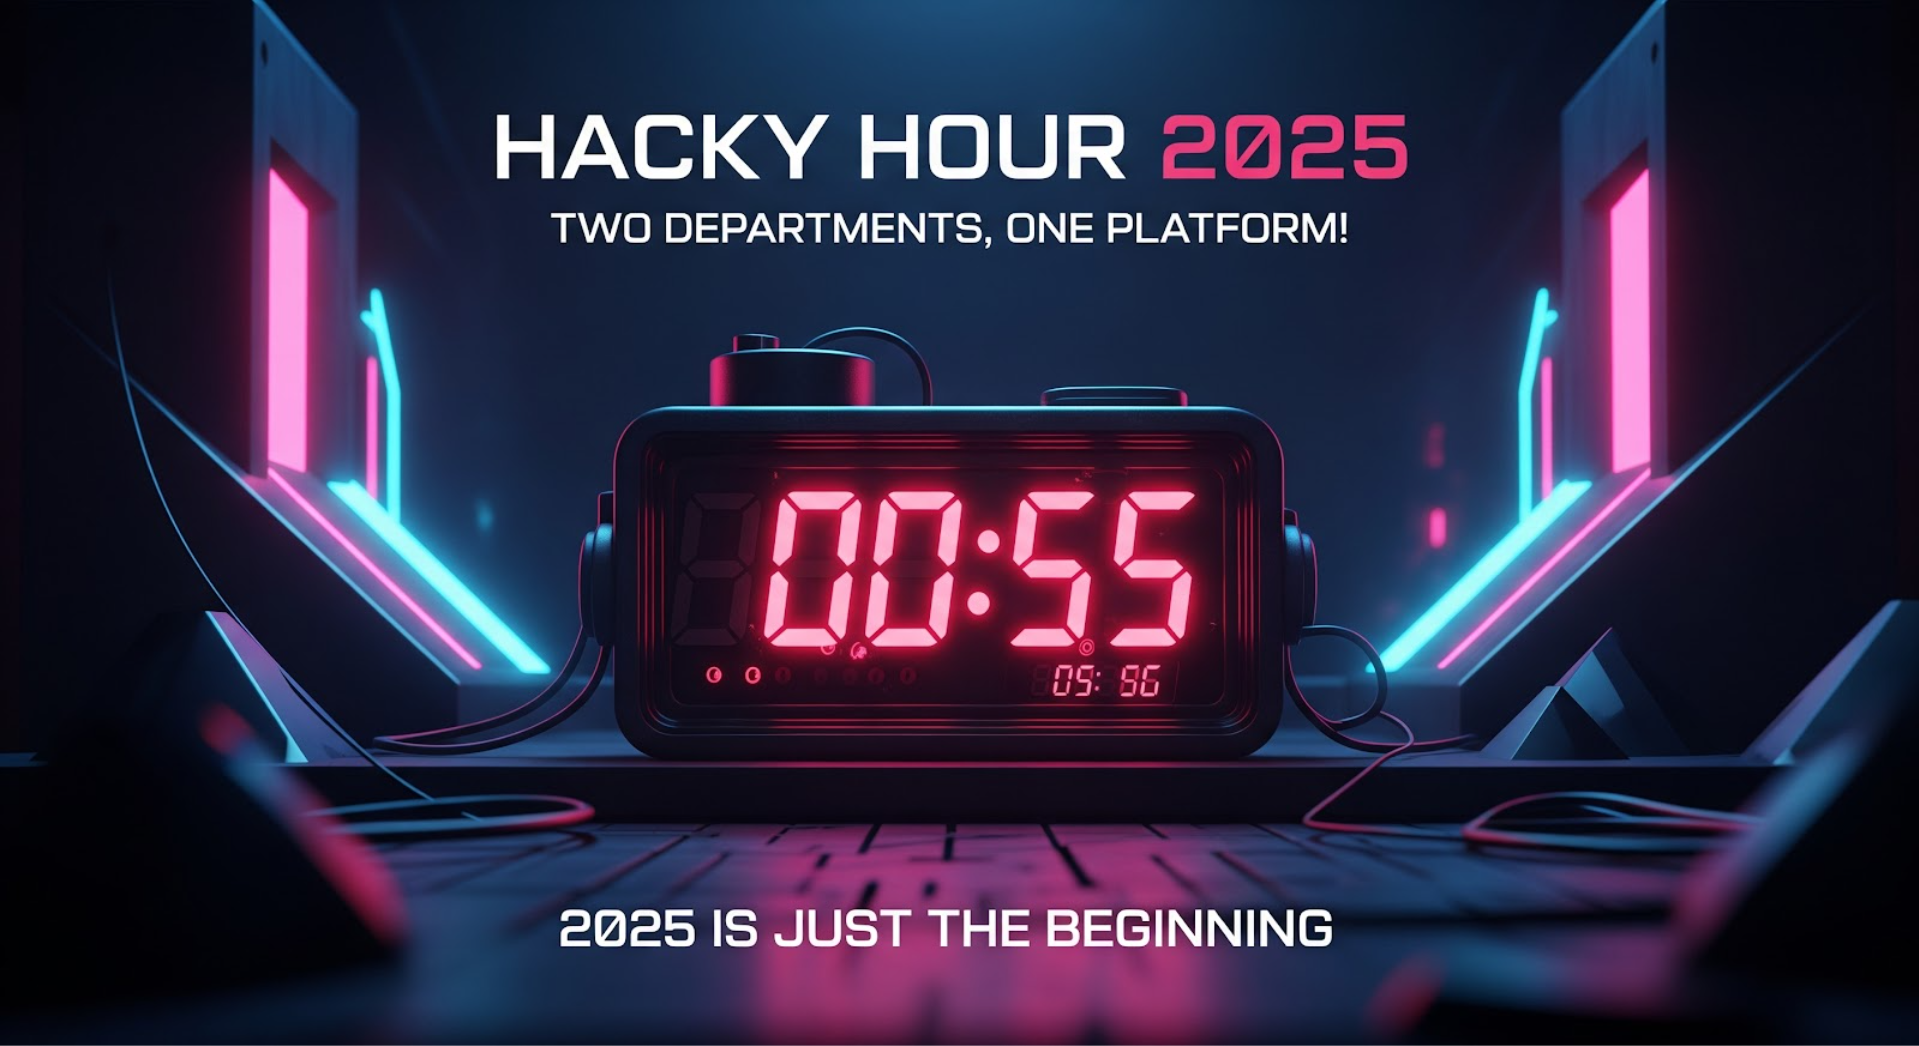 HACKY HOUR 2025
TWO DEPARTMENTS, ONE PLATFORM!
00:55
2025 IS JUST THE BEGINNING